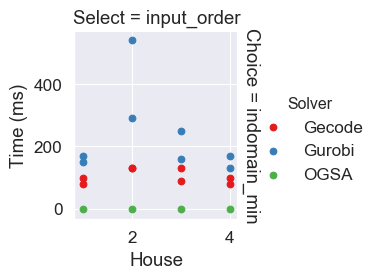 Select = input_order
Time (ms)
400
200
0
2
4
House
Choice = indomain_min
Solver
Gecode
Gurobi
OGSA